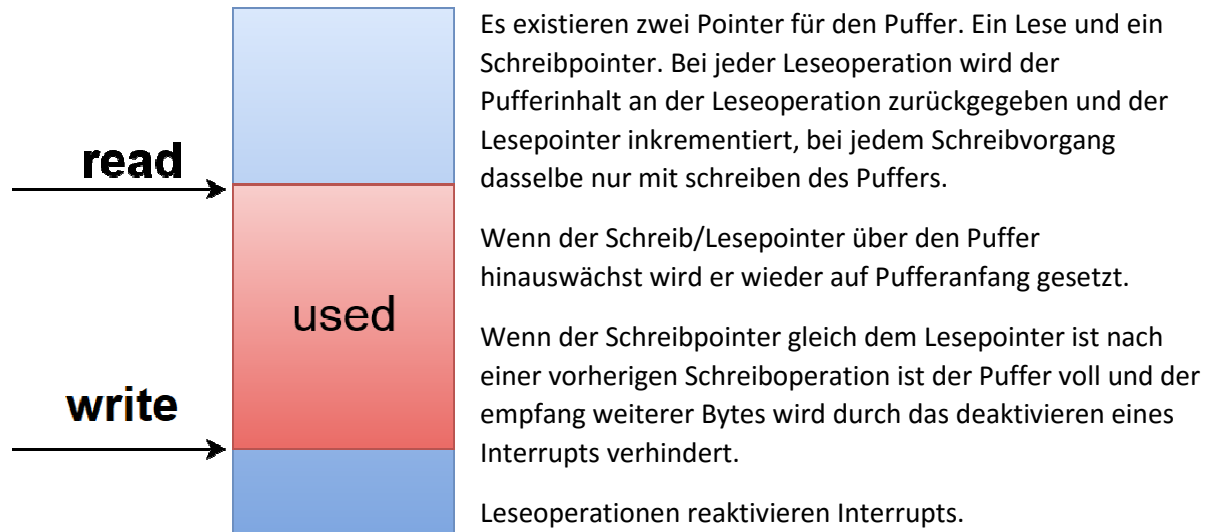 read
used
write
Es existieren zwei Pointer für den Puffer. Ein Lese und ein
Schreibpointer. Bei jeder Leseoperation wird der
Pufferinhalt an der Leseoperation zurückgegeben und der
Lesepointer inkrementiert, bei jedem Schreibvorgang
dasselbe nur mit schreiben des Puffers.
Wenn der Schreib/Lesepointer über den Puffer
hinauswächst wird er wieder auf Pufferanfang gesetzt.
Wenn der Schreibpointer gleich dem Lesepointer ist nach
einer vorherigen Schreiboperation ist der Puffer voll und der
empfang weiterer Bytes wird durch das deaktivieren eines
Interrupts verhindert.
Leseoperationen reaktivieren Interrupts.